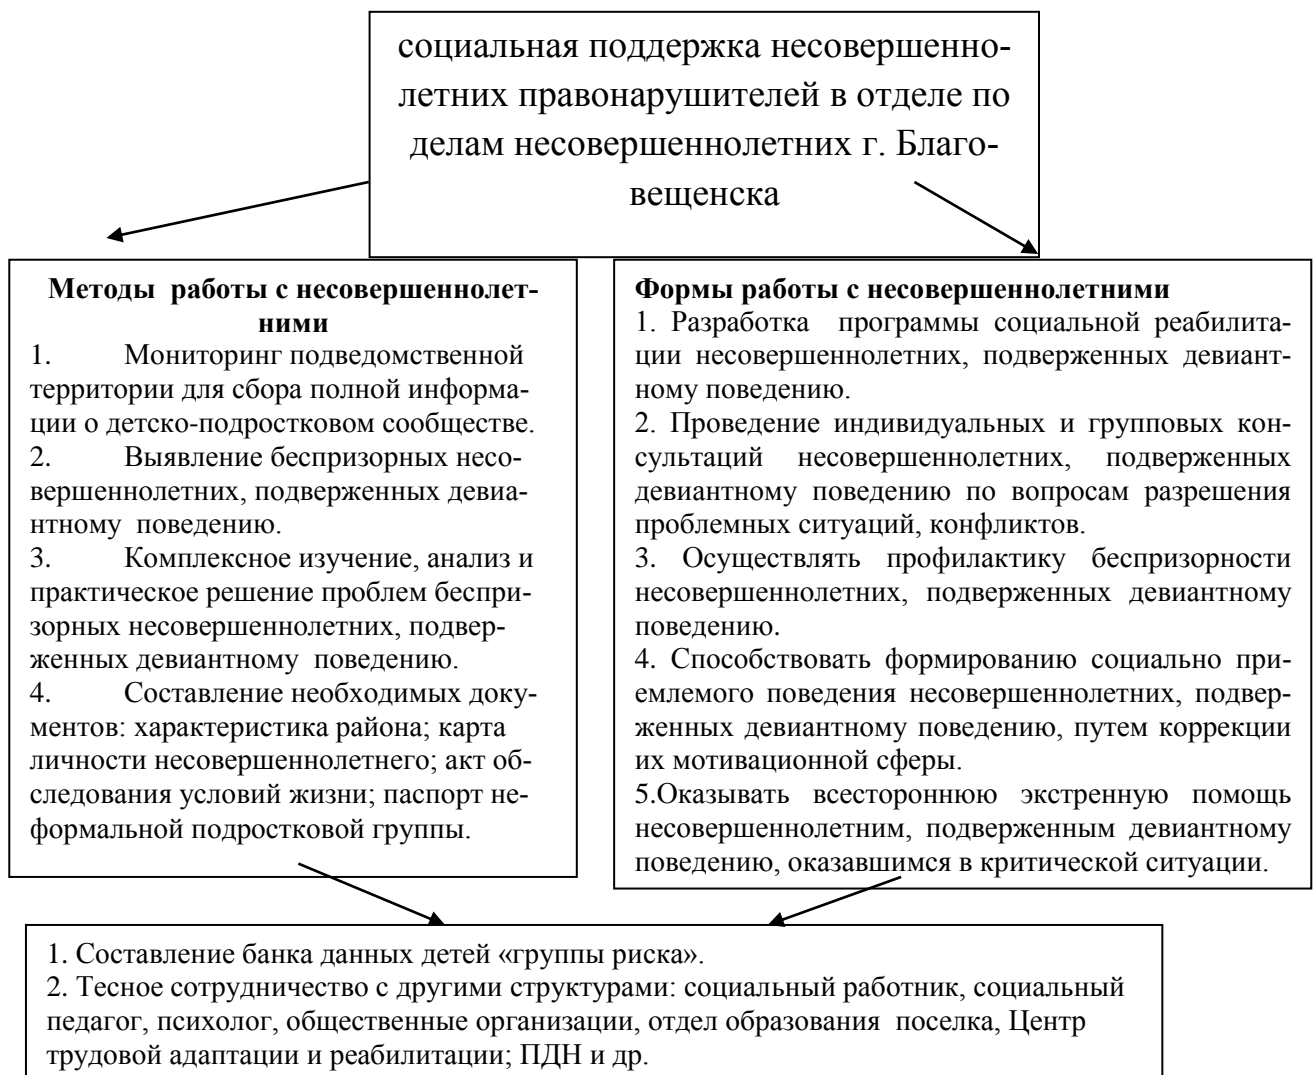 социальная поддержка несовершенно-
летних правонарушителей в отделе по
делам несовершеннолетних г. Благо-
вещенска
Методы работы с несовершеннолет-
ними
1. Мониторинг подведомственной
территории для сбора полной информа-
ции о детско-подростковом сообществе.
2. Выявление беспризорных несо-
вершеннолетних, подверженных девиа-
нтному поведению.
3. Комплексное изучение, анализ и
практическое решение проблем беспри-
зорных несовершеннолетних, подвер-
женных девиантному поведению.
4. Составление необходимых доку-
ментов: характеристика района; карта
личности несовершеннолетнего; акт об-
следования условий жизни; паспорт не-
формальной подростковой группы.
Формы работы с несовершеннолетними
1. Разработка программы социальной реабилита-
ции несовершеннолетних, подверженных девиант-
ному поведению.
2. Проведение индивидуальных и групповых кон-
сультаций несовершеннолетних, подверженных
девиантному поведению по вопросам разрешения
проблемных ситуаций, конфликтов.
3. Осуществлять профилактику беспризорности
несовершеннолетних, подверженных девиантному
поведению.
4. Способствовать формированию социально при-
емлемого поведения несовершеннолетних, подвер-
женных девиантному поведению, путем коррекции
их мотивационной сферы.
5.Оказывать всестороннюю экстренную помощь
несовершеннолетним, подверженным девиантному
поведению, оказавшимся в критической ситуации.
1. Составление банка данных детей «группы риска».
2. Тесное сотрудничество с другими структурами: социальный работник, социальный
педагог, психолог, общественные организации, отдел образования поселка, Центр
трудовой адаптации и реабилитации; ПДН и др.